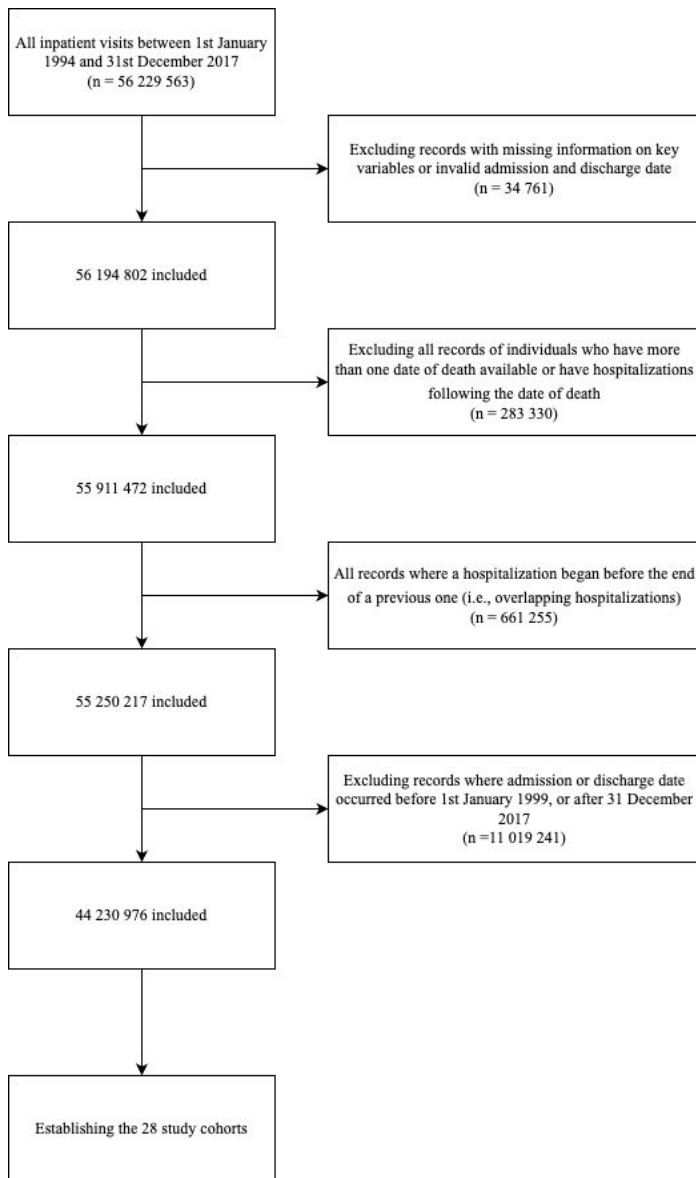 All inpatient visits between 1st January
1994 and 31st December 2017
(n = 56 229 563)
Excluding records with missing information on key
variables or invalid admission and discharge date
(n = 34 761)
56 194 802 included
Excluding all records of individuals who have more
than one date of death available or have hospitalizations
following the date of death
(n = 283 330)
55 911 472 included
All records where a hospitalization began before the end
of a previous one (i.e., overlapping hospitalizations)
(n = 661 255)
55 250 217 included
Excluding records where admission or discharge date
occurred before 1st January 1999, or after 31 December
2017
(n =11 019 241)
44 230 976 included
Establishing the 28 study cohorts